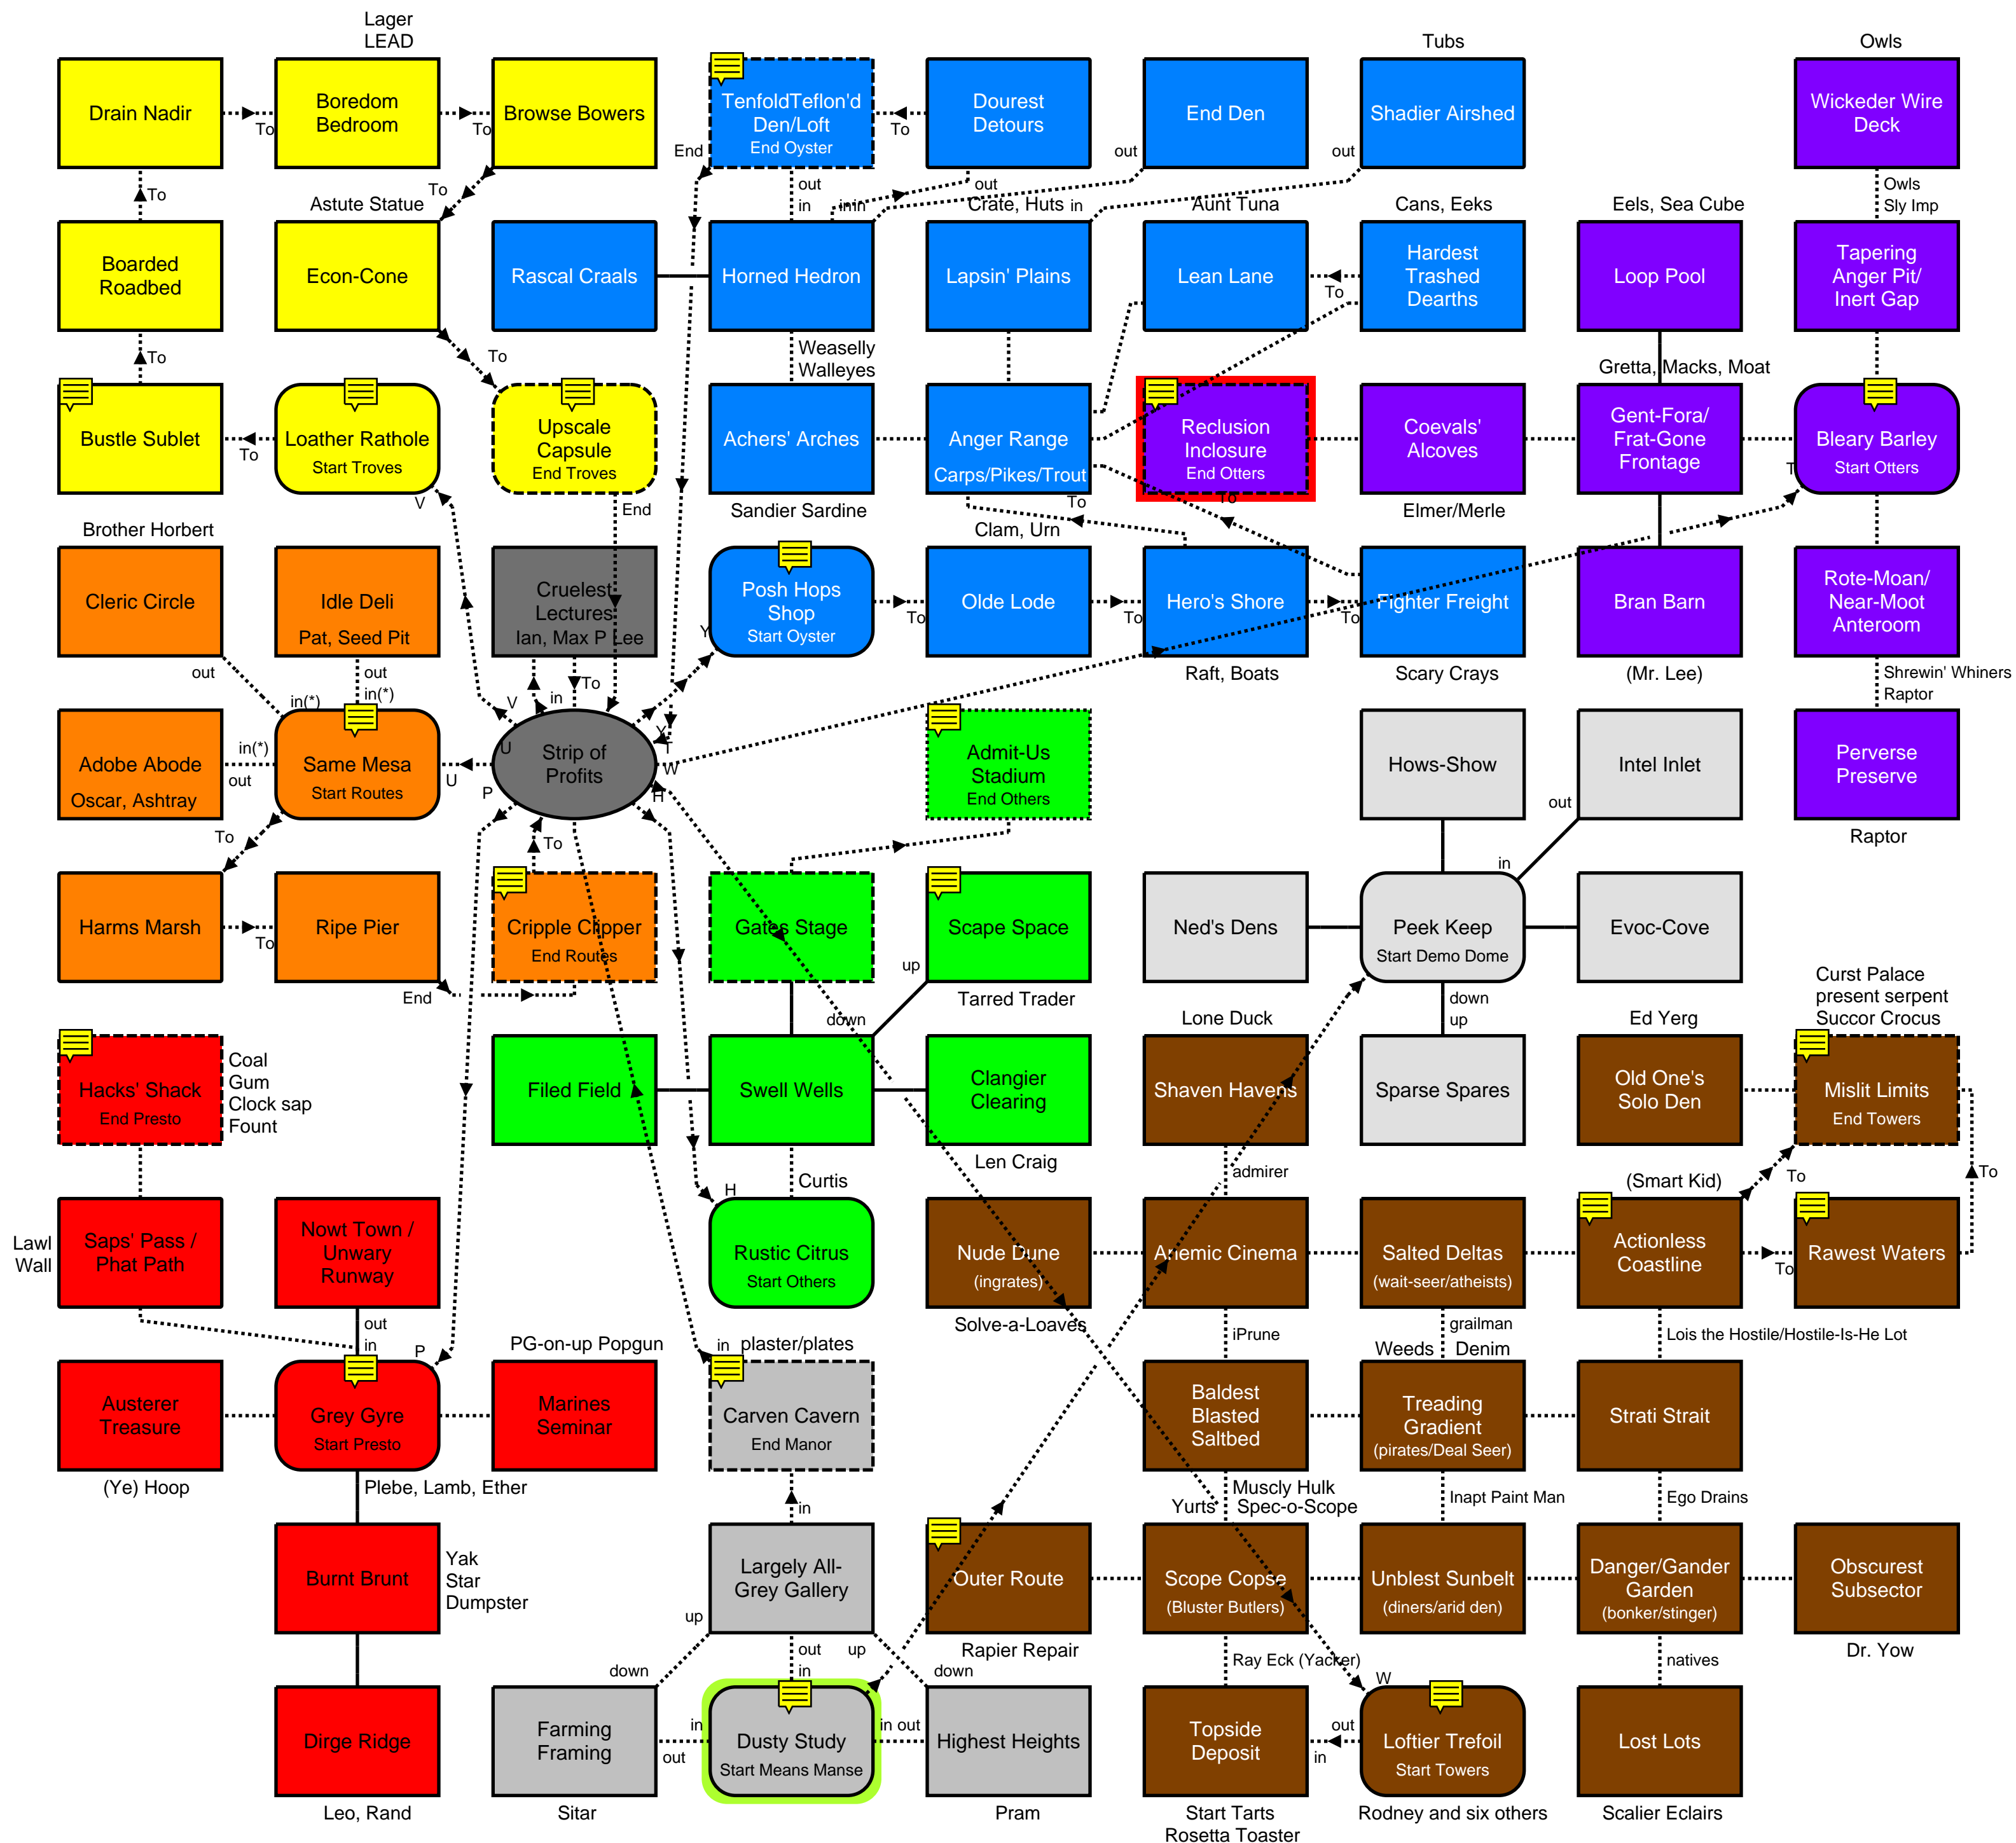 Lager
LEAD
Tubs
Owls
Drain Nadir
To
Boredom
Bedroom
To
Browse Bowers
TenfoldTeflon'd
Den/Loft
End Oyster
End
To
Dourest
Detours
End Den
out
Shadier Airshed
out
Wickeder Wire
Deck
To
To
out
in
out
inin
in
Owls
Sly Imp
Astute Statue
Crate, Huts
Aunt Tuna
Cans, Eeks
Eels, Sea Cube
Boarded
Roadbed
Econ-Cone
Rascal Craals
Horned Hedron
Lapsin' Plains
Lean Lane
To
Hardest
Trashed
Dearths
Loop Pool
Tapering
Anger Pit/
Inert Gap
To
To
Weaselly
Walleyes
Gretta, Macks, Moat
Bustle Sublet
To
Loather Rathole
Start Troves
V
Upscale
Capsule
End Troves
End
Achers' Arches
Anger Range
Carps/Pikes/Trout
To
Reclusion
Inclosure
End Otters
To
Coevals'
Alcoves
Gent-Fora/
Frat-Gone
Frontage
Bleary Barley
Start Otters
T
Sandier Sardine
Elmer/Merle
Brother Horbert
Clam, Urn
Cleric Circle
Idle Deli
Pat, Seed Pit
Cruelest
Lectures
Ian, Max P Lee
Y
Posh Hops
Shop
Start Oyster
To
Olde Lode
To
Hero's Shore
To
Fighter Freight
Bran Barn
Rote-Moan/
Near-Moot
Anteroom
out
out
in(*)
in(*)
To
in
V
Raft, Boats
Scary Crays
(Mr. Lee)
Shrewin' Whiners
Raptor
Adobe Abode
Oscar, Ashtray
in(*)
out
Same Mesa
Start Routes
U
U
P
Strip of
Profits
Y
T
W
H
Admit-Us
Stadium
End Others
Hows-Show
Intel Inlet
out
Perverse
Preserve
To
To
in
Raptor
Harms Marsh
To
Ripe Pier
End
Cripple Clipper
End Routes
Gates Stage
Scape Space
up
Ned's Dens
Peek Keep
Start Demo Dome
Evoc-Cove
Tarred Trader
down
down
up
Curst Palace
present serpent
Succor Crocus
Lone Duck
Ed Yerg
Hacks' Shack
End Presto
Coal
Gum
Clock sap
Fount
Filed Field
Swell Wells
Clangier
Clearing
Shaven Havens
Sparse Spares
Old One's
Solo Den
Mislit Limits
End Towers
Len Craig
Curtis
H
admirer
(Smart Kid)
To
To
Lawl
Wall
Saps' Pass /
Phat Path
Nowt Town /
Unwary
Runway
Rustic Citrus
Start Others
Nude Dune
(ingrates)
Anemic Cinema
Salted Deltas
(wait-seer/atheists)
Actionless
Coastline
To
Rawest Waters
out
in
P
PG-on-up Popgun
in
plaster/plates
Solve-a-Loaves
iPrune
grailman
Weeds
Denim
Lois the Hostile/Hostile-Is-He Lot
Austerer
Treasure
Grey Gyre
Start Presto
Marines
Seminar
Carven Cavern
End Manor
Baldest
Blasted
Saltbed
Treading
Gradient
(pirates/Deal Seer)
Strati Strait
(Ye) Hoop
Plebe, Lamb, Ether
in
Muscly Hulk
Yurts
Spec-o-Scope
Inapt Paint Man
Ego Drains
Burnt Brunt
Yak
Star
Dumpster
Largely All-
Grey Gallery
Outer Route
Scope Copse
(Bluster Butlers)
Unblest Sunbelt
(diners/arid den)
Danger/Gander
Garden
(bonker/stinger)
Obscurest
Subsector
up
out
in
up
down
down
Rapier Repair
Ray Eck (Yacker)
W
natives
Dr. Yow
Dirge Ridge
Farming
Framing
in
out
Dusty Study
Start Means Manse
in out
Highest Heights
Topside
Deposit
out
in
Loftier Trefoil
Start Towers
Lost Lots
Leo, Rand
Sitar
Pram
Start Tarts
Rosetta Toaster
Rodney and six others
Scalier Eclairs